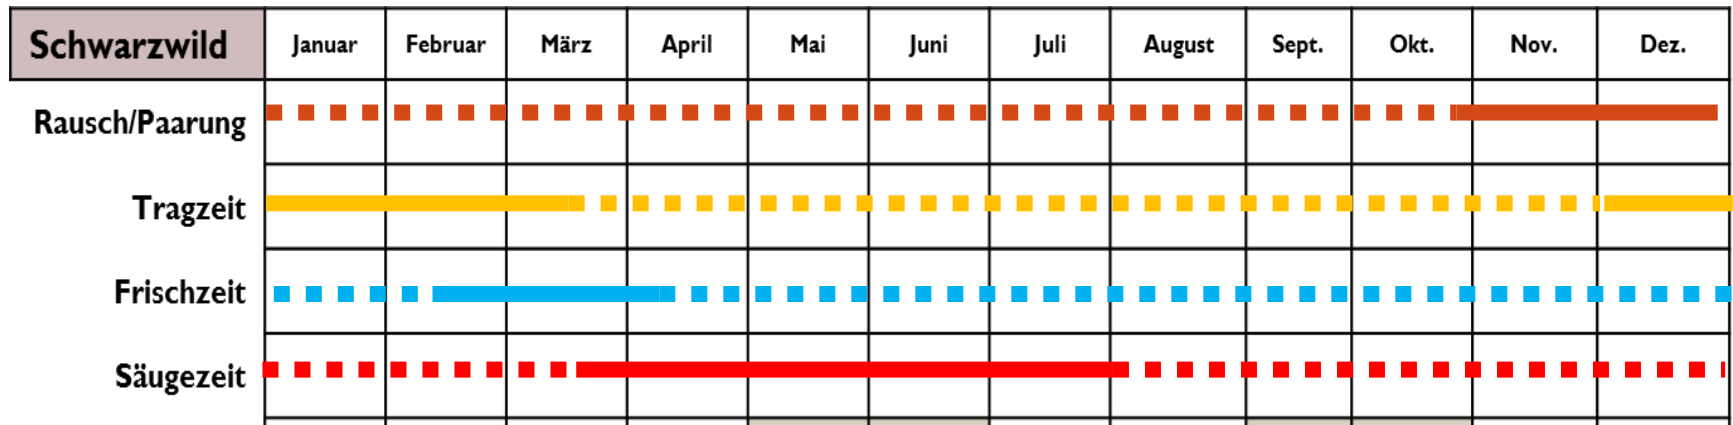 Schwarzwild Januar Februar März April Mai Juni Juli August Sept. Okt. Nov. Dez.
Rausch/Paarung
Tragzeit
Frischzeit
Säugezeit